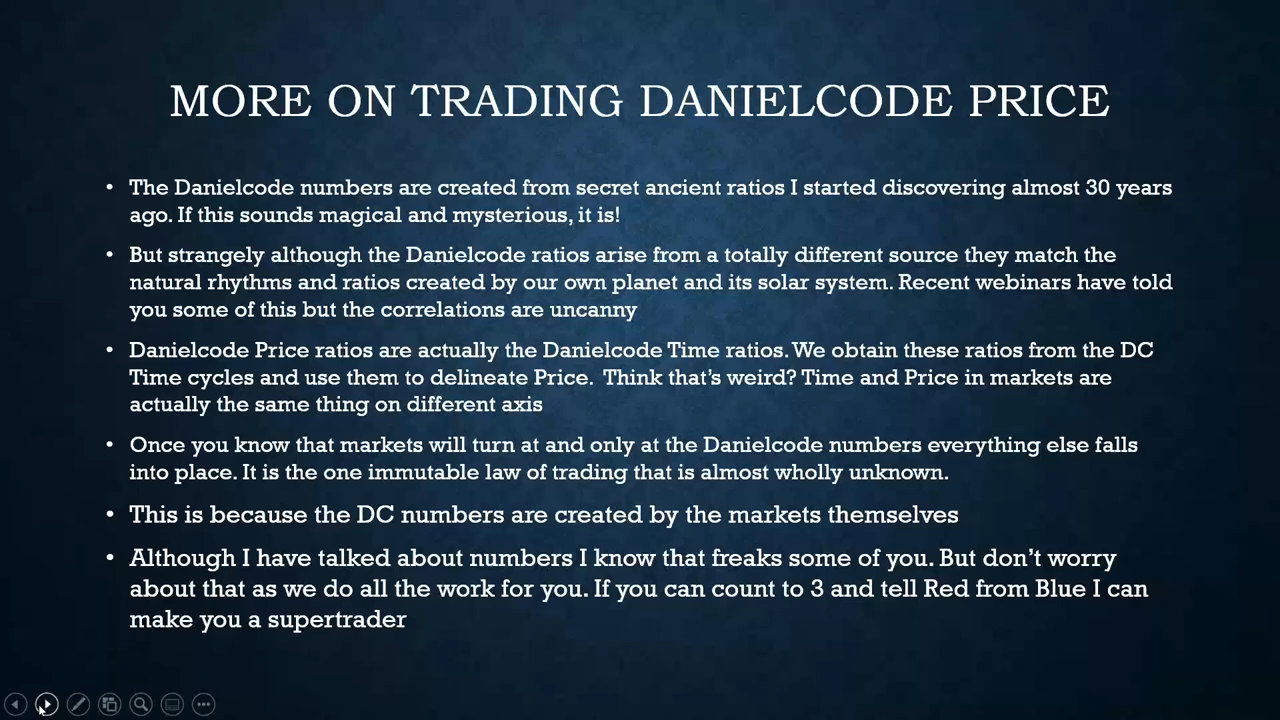 MORE ON TRADING DANIELCODE PRICE
• The Danielcode numbers are created from secret ancient ratios I started discovering almost 30 years
ago. If this sounds magical and mysterious, it is!
• But strangely although the Danielcode ratios arise from a totally different source they match the
natural rhythms and ratios created by our own planet and its solar system. Recent webinars have told
you some of this but the correlations are uncanny
• Danielcode Price ratios are actually the Danielcode Time ratios. We obtain these ratios from the DC
Time cycles and use them to delineate Price.  Think that’s weird? Time and Price in markets are
actually the same thing on different axis
• Once you know that markets will turn at and only at the Danielcode numbers everything else falls
into place. It is the one immutable law of trading that is almost wholly unknown.
• This is because the DC numbers are created by the markets themselves
• Although I have talked about numbers I know that freaks some of you. But don’t worry
about that as we do all the work for you. If you can count to 3 and tell Red from Blue I can
make you a supertrader